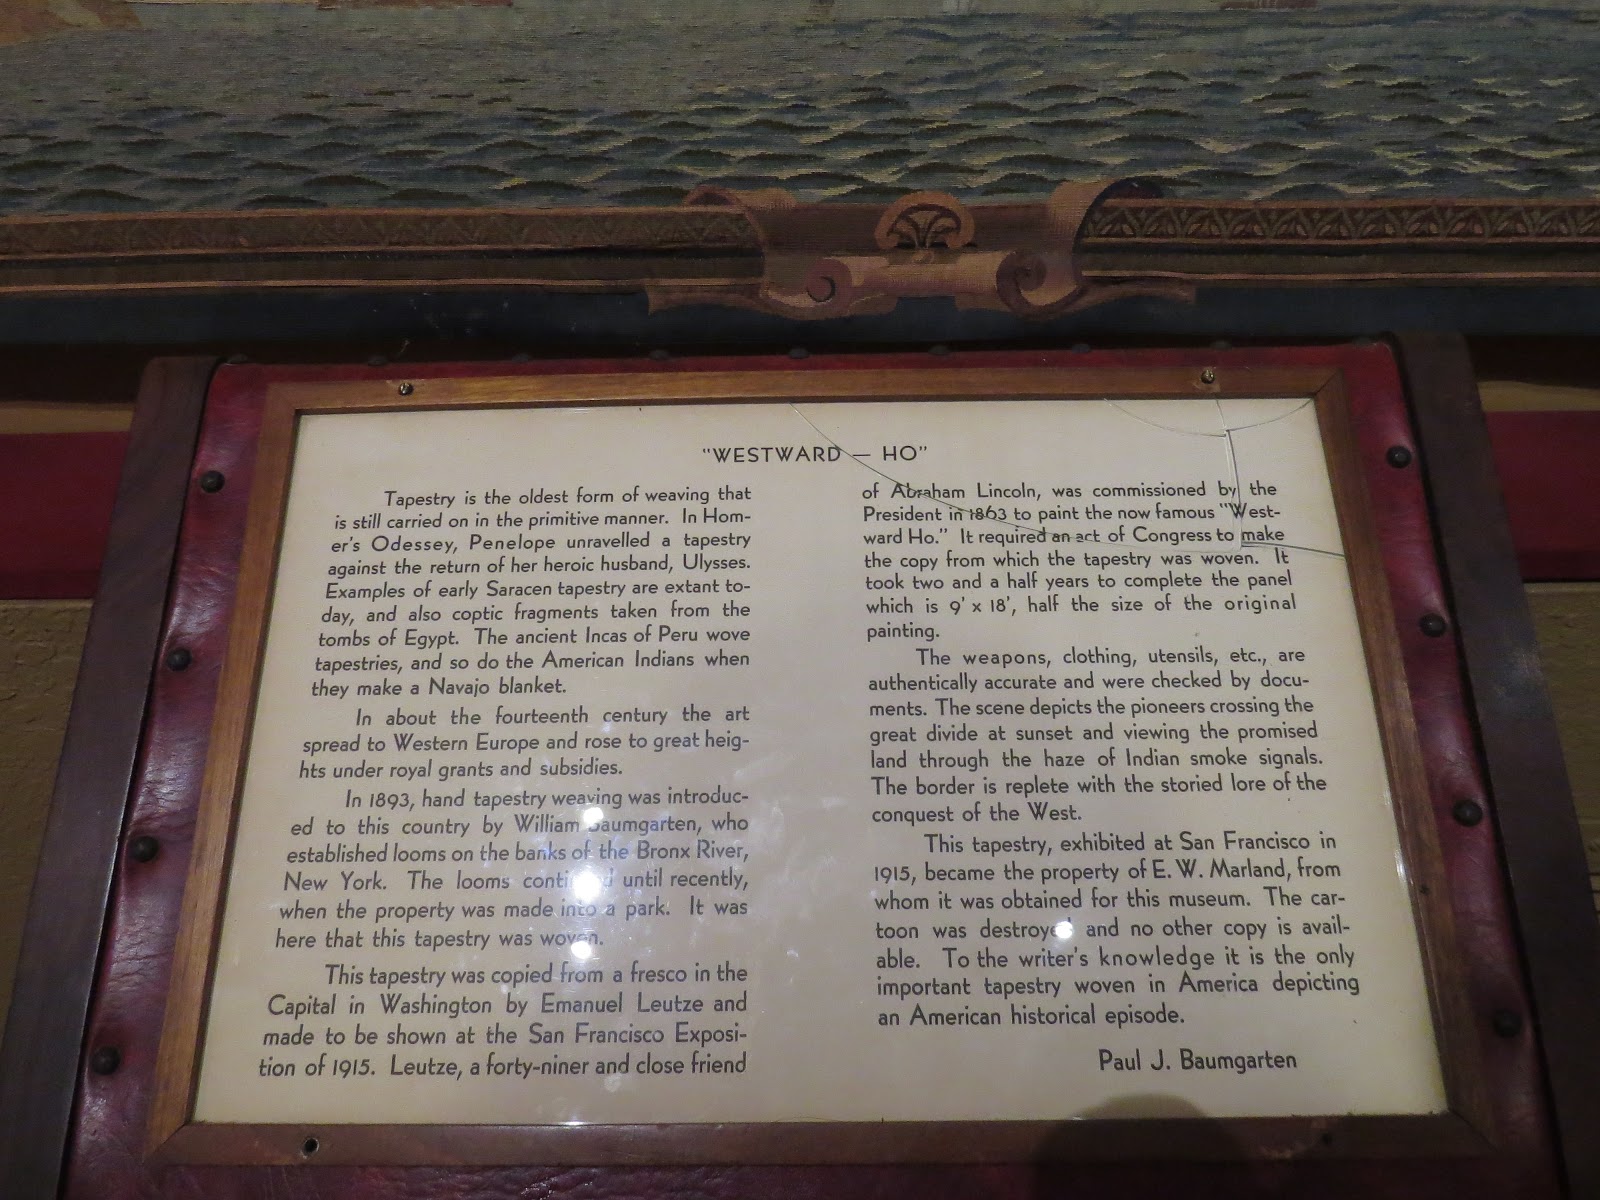 "WESTWARD — HO"
Tapestry is the oldest form of weaving that
is still carried on in the primitive manner. In Hom-
er's Odessey, Penelope unravelled a tapestry
against the return of her heroic husband, Ulysses.
Examples of early Saracen tapestry are extant to-
day, and also coptic fragments taken from the
tombs of Egypt. The ancient Incas of Peru wove
tapestries, and so do the American Indians when
they make a Navajo blanket.
In about the fourteenth century the art
spread to Western Europe and rose to great heig-
hts under royal grants and subsidies.
In 1893, hand tapestry weaving was introduc-
ed to this country by William Baumgarten, who
established looms on the banks of the Bronx River,
New York. The looms continued until recently,
when the property was made into a park. It was
here that this tapestry was woven.
This tapestry was copied from a fresco in the
Capital in Washington by Emanuel Leutze and
made to be shown at the San Francisco Exposi-
tion of 1915. Leutze, a forty-niner and close friend
of Abraham Lincoln, was commissioned by the
President in 1863 to paint the now famous "West-
ward Ho." It required an act of Congress to make
the copy from which the tapestry was woven. It
took two and a half years to complete the panel
which is 9' x 18', half the size of the original
painting.
The weapons, clothing, utensils, etc., are
authentically accurate and were checked by docu-
ments. The scene depicts the pioneers crossing the
great divide at sunset and viewing the promised
land through the haze of Indian smoke signals.
The border is replete with the storied lore of the
conquest of the West.
This tapestry, exhibited at San Francisco in
1915, became the property of E. W. Marland, from
whom it was obtained for this museum. The car-
toon was destroyed and no other copy is avail-
able. To the writer's knowledge it is the only
important tapestry woven in America depicting
an American historical episode.
Paul J. Baumgarten